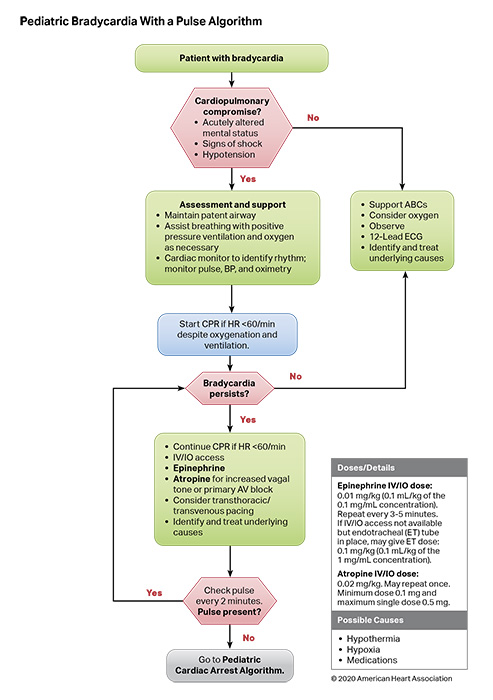 Pediatric Bradycardia With a Pulse Algorithm
Patient with bradycardia
Cardiopulmonary
compromise?
• Acutely altered
mental status
• Signs of shock
• Hypotension
No
Yes
Assessment and support
• Maintain patent airway
• Assist breathing with positive
pressure ventilation and oxygen
as necessary
• Cardiac monitor to identify rhythm;
monitor pulse, BP, and oximetry
• Support ABCs
• Consider oxygen
• Observe
• 12-Lead ECG
• Identify and treat
underlying causes
Start CPR if HR <60/min
despite oxygenation and
ventilation.
Bradycardia
persists?
No
Yes
• Continue CPR if HR <60/min
• IV/IO access
• Epinephrine
• Atropine for increased vagal
tone or primary AV block
• Consider transthoracic/
transvenous pacing
• Identify and treat underlying
causes
Check pulse
every 2 minutes.
Pulse present?
Yes
No
Go to Pediatric
Cardiac Arrest Algorithm.
Doses/Details
Epinephrine IV/IO dose:
0.01 mg/kg (0.1 mL/kg of the
0.1 mg/mL concentration).
Repeat every 3-5 minutes.
If IV/IO access not available
but endotracheal (ET) tube
in place, may give ET dose:
0.1 mg/kg (0.1 mL/kg of the
1 mg/mL concentration).
Atropine IV/IO dose:
0.02 mg/kg. May repeat once.
Minimum dose 0.1 mg and
maximum single dose 0.5 mg.
Possible Causes
• Hypothermia
• Hypoxia
• Medications
© 2020 American Heart Association